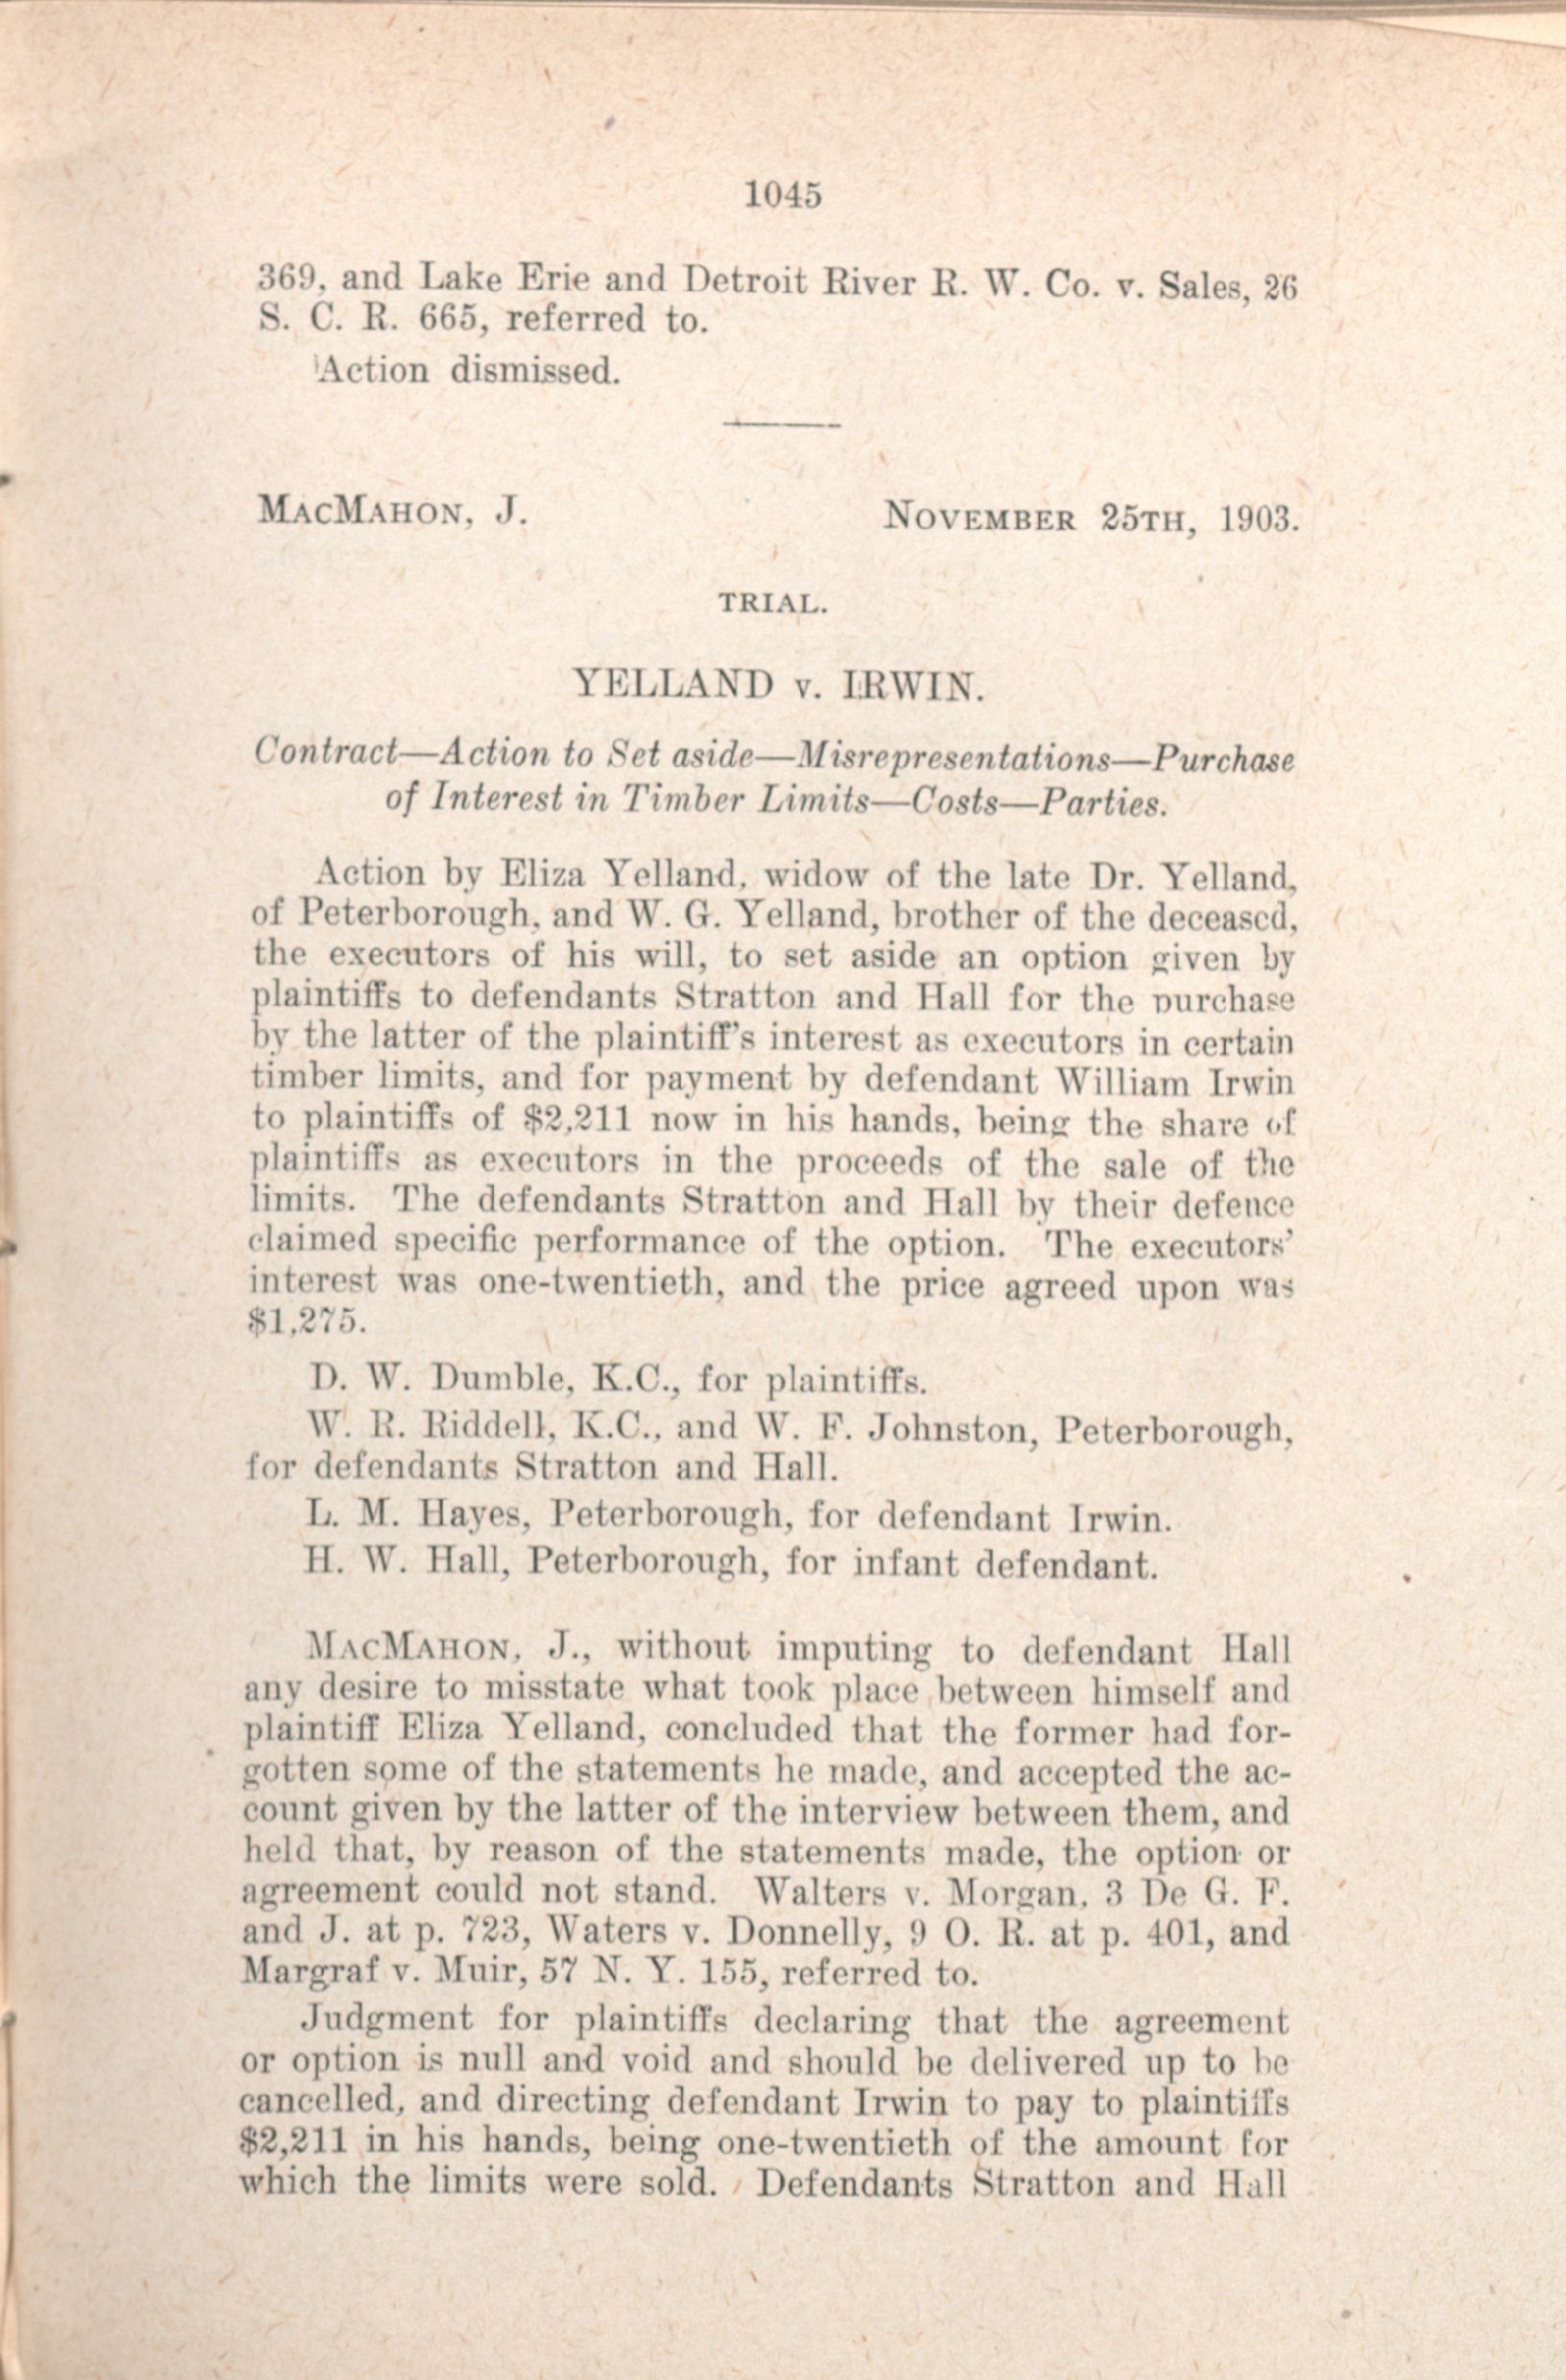 1045
369, and Lake Erie and Detroit River R. W. Co. v. Sales, 26
S. C. R. 665, referred to.
Action dismissed.
MACMAHON, J. NOVEMBER 25TH, 1903.
TRIAL.
YELLAND v. IRWIN.
Contract—Action to Set aside—Misrepresentations—Purchase
of Interest in Timber Limits—Costs—Parties.
Action by Eliza Yelland, widow of the late Dr. Yelland,
of Peterborough, and W. G. Yelland, brother of the deceased,
the executors of his will, to set aside an option given by
plaintiffs to defendants Stratton and Hall for the purchase
by the latter of the plaintiff's interest as executors in certain
timber limits, and for payment by defendant William Irwin
to plaintiffs of $2,211 now in his hands, being the share of
plaintiffs as executors in the proceeds of the sale of the
limits. The defendants Stratton and Hall by their defence
claimed specific performance of the option. The executors'
interest was one-twentieth, and the price agreed upon was
$1,275.
D. W. Dumble, K.C., for plaintiffs.
W. R. Riddell, K.C., and W. F. Johnston, Peterborough,
for defendants Stratton and Hall.
L. M. Hayes, Peterborough, for defendant Irwin.
H. W. Hall, Peterborough, for infant defendant.
MACMAHON, J., without imputing to defendant Hall
any desire to misstate what took place between himself and
plaintiff Eliza Yelland, concluded that the former had for-
gotten some of the statements he made, and accepted the ac-
count given by the latter of the interview between them, and
held that, by reason of the statements made, the option or
agreement could not stand. Walters v. Morgan, 3 De G. F.
and J. at p. 723, Waters v. Donnelly, 9 O. R. at p. 401, and
Margraf v. Muir, 57 N. Y. 155, referred to.
Judgment for plaintiffs declaring that the agreement
or option is null and void and should be delivered up to be
cancelled, and directing defendant Irwin to pay to plaintiffs
$2,211 in his hands, being one-twentieth of the amount for
which the limits were sold. Defendants Stratton and Hall